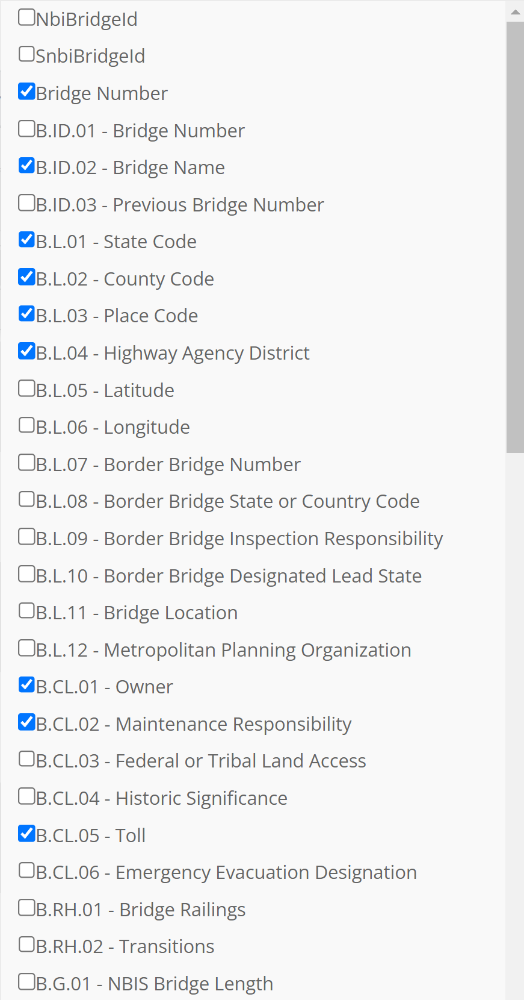 NbiBridgeId
SnbiBridgeId
Bridge Number
B.ID.01 - Bridge Number
B.ID.02 - Bridge Name
B.ID.03 - Previous Bridge Number
B.L.01 - State Code
B.L.02 - County Code
B.L.03 - Place Code
B.L.04 - Highway Agency District
B.L.05 - Latitude
B.L.06 - Longitude
B.L.07 - Border Bridge Number
B.L.08 - Border Bridge State or Country Code
B.L.09 - Border Bridge Inspection Responsibility
B.L.10 - Border Bridge Designated Lead State
B.L.11 - Bridge Location
B.L.12 - Metropolitan Planning Organization
B.CL.01 - Owner
B.CL.02 - Maintenance Responsibility
B.CL.03 - Federal or Tribal Land Access
B.CL.04 - Historic Significance
B.CL.05 - Toll
B.CL.06 - Emergency Evacuation Designation
B.RH.01 - Bridge Railings
B.RH.02 - Transitions
B.G.01 - NBIS Bridge Length